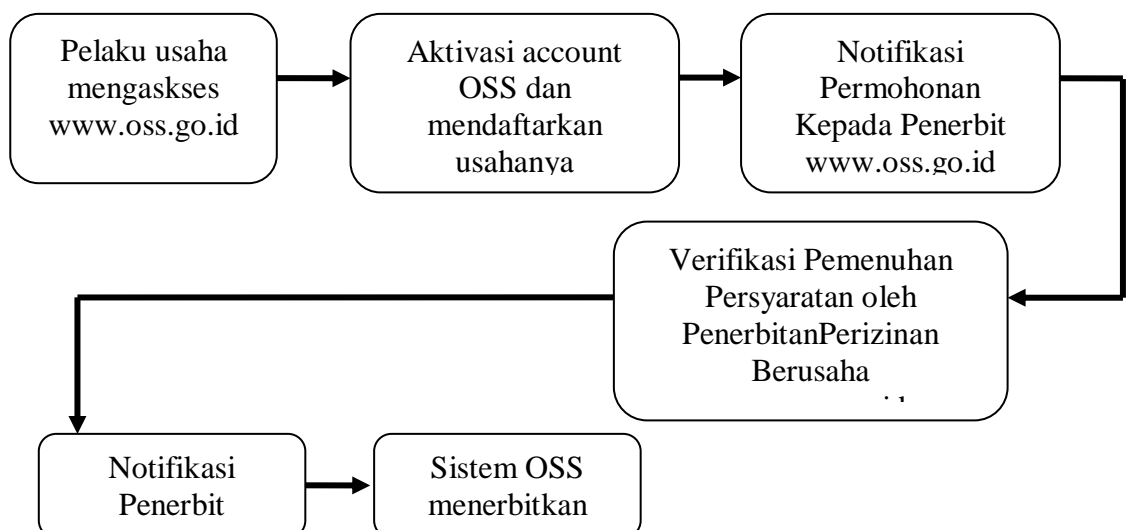 Pelaku usaha
mengaskses
www.oss.go.id
Aktivasi account
OSS dan
mendaftarkan
usahanya
Notifikasi
Permohonan
Kepada Penerbit
www.oss.go.id
Verifikasi Pemenuhan
Persyaratan oleh
PenerbitanPerizinan
Berusaha
Notifikasi
Penerbit
Sistem OSS
menerbitkan